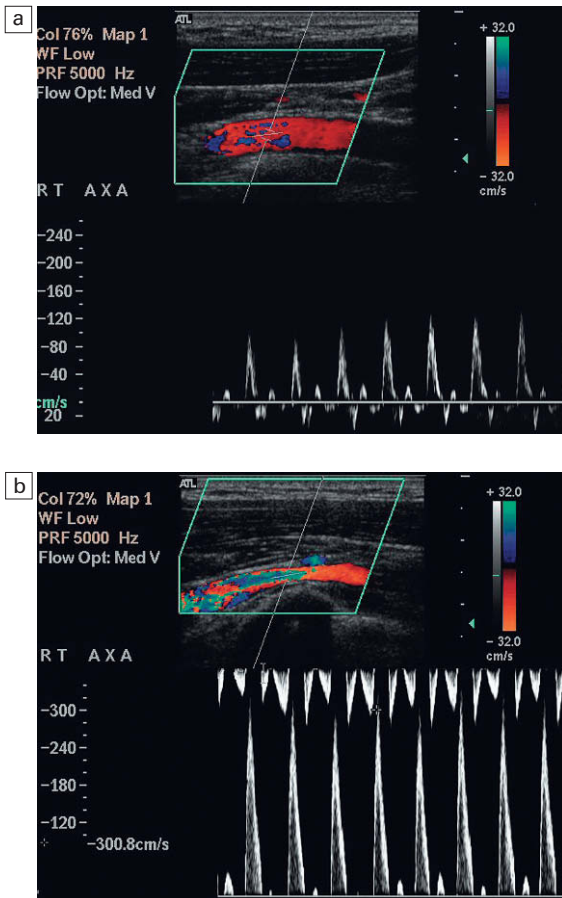 a
ATL
Col 76% Map 1
WF Low
PRF 5000 Hz
Flow Opt: Med V
+ 32.0
- 32.0
cm/s
RT AXA
-240-
-200-
-160-
-120-
-80-
-40-
cm/s
20
b
ATL
Col 72% Map 1
WF Low
PRF 5000 Hz
Flow Opt: Med V
+ 32.0
- 32.0
cm/s
RT AXA
-300-
-240-
-180-
-120-
-300.8cm/s